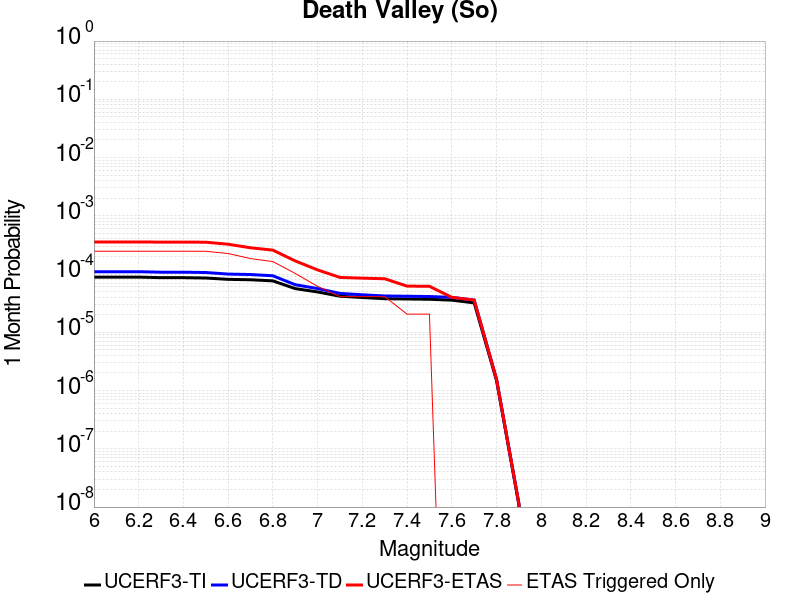 Death Valley (So)
10^0
10^-1
10^-2
10^-3
10^-4
10^-5
10^-6
10^-7
10^-8
1 Month Probability
6 6.2 6.4 6.6 6.8 7 7.2 7.4 7.6 7.8 8 8.2 8.4 8.6 8.8 9
Magnitude
UCERF3-TI UCERF3-TD UCERF3-ETAS ETAS Triggered Only